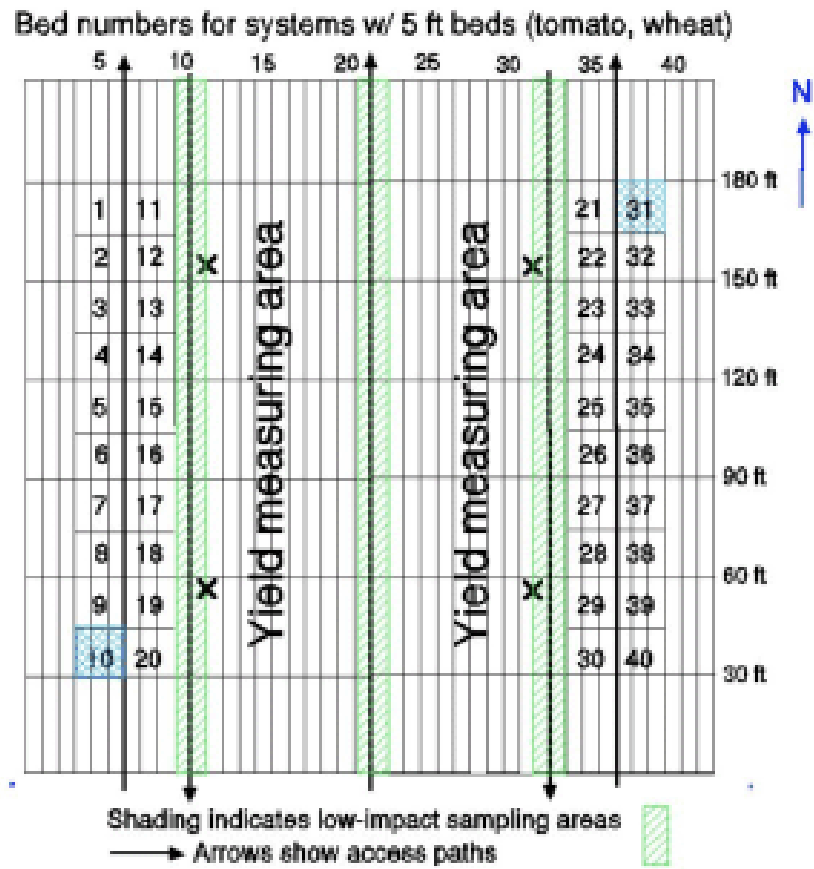 Bed numbers for systems w/ 5 ft beds (tomato, wheat)
5 10 15 20 25 30 35 40
N
180 ft
1 11 21 31
2 12 X X 22 32
150 ft
3 13 23 33
4 14 24 34
120 ft
5 15 25 35
6 16 26 36
90 ft
7 17 27 37
8 18 28 38
60 ft
X X
9 19 29 39
10 20 30 40
30 ft
Yield measuring area
Yield measuring area
Shading indicates low-impact sampling areas
Arrows show access paths